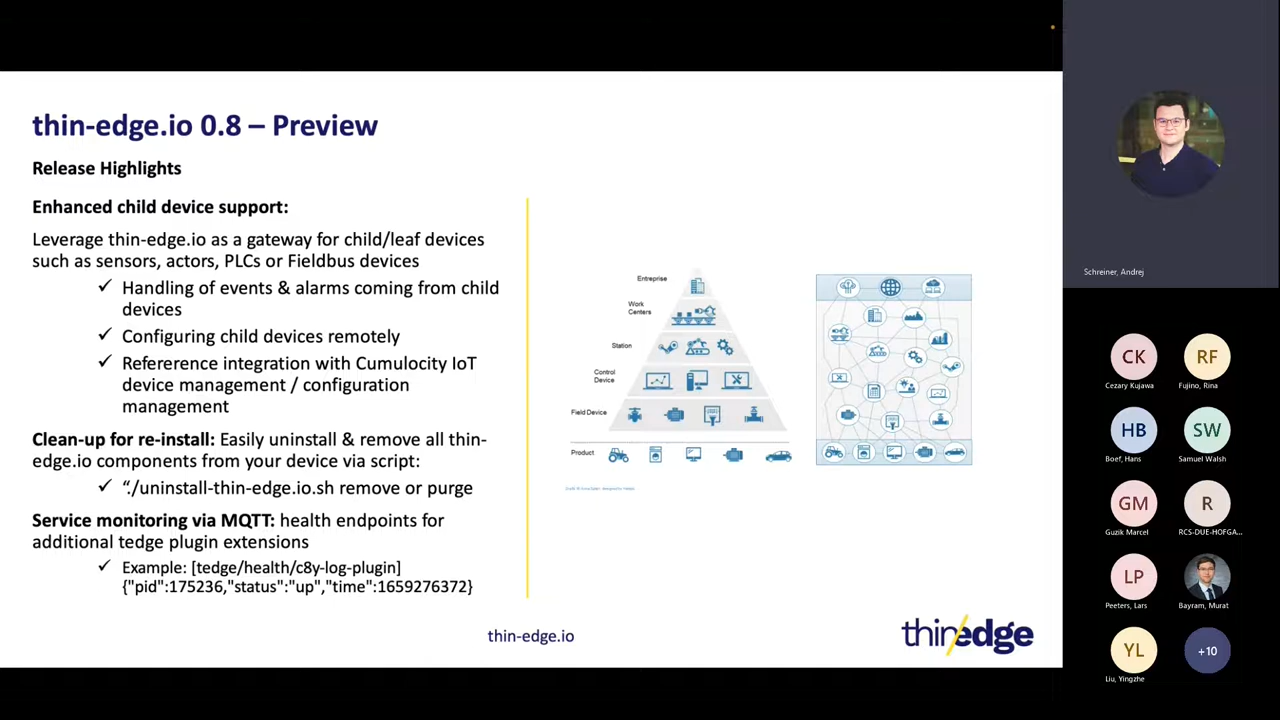 thin-edge.io 0.8 – Preview
Release Highlights
Enhanced child device support:
Leverage thin-edge.io as a gateway for child/leaf devices
such as sensors, actors, PLCs or Fieldbus devices
✓ Handling of events & alarms coming from child
devices
✓ Configuring child devices remotely
✓ Refererence integration with Cumulocity IoT
device management / configuration
management
Clean-up for re-install: Easily uninstall & remove all thin-
edge.io components from your device via script:
✓ “./uninstall-thin-edge.io.sh remove or purge
Service monitoring via MQTT: health endpoints for
additional tedge plugin extensions
✓ Example: [tedge/health/c8y-log-plugin]
{"pid":175236,"status":"up","time":1659276372}
Entreprise
Work
Centers
Station
Control
Device
Field Device
Product
thin-edge.io
thin/edge
Schreiner, Andrej
CK
Cezary Kujawa
RF
Fujino, Rina
HB
Boef, Hans
SW
Samuel Walsh
GM
Guzik Marcel
R
RCS-DUE-HOFGA...
LP
Peeters, Lars
Bayram, Murat
YL
Liu, Yingzhe
+10